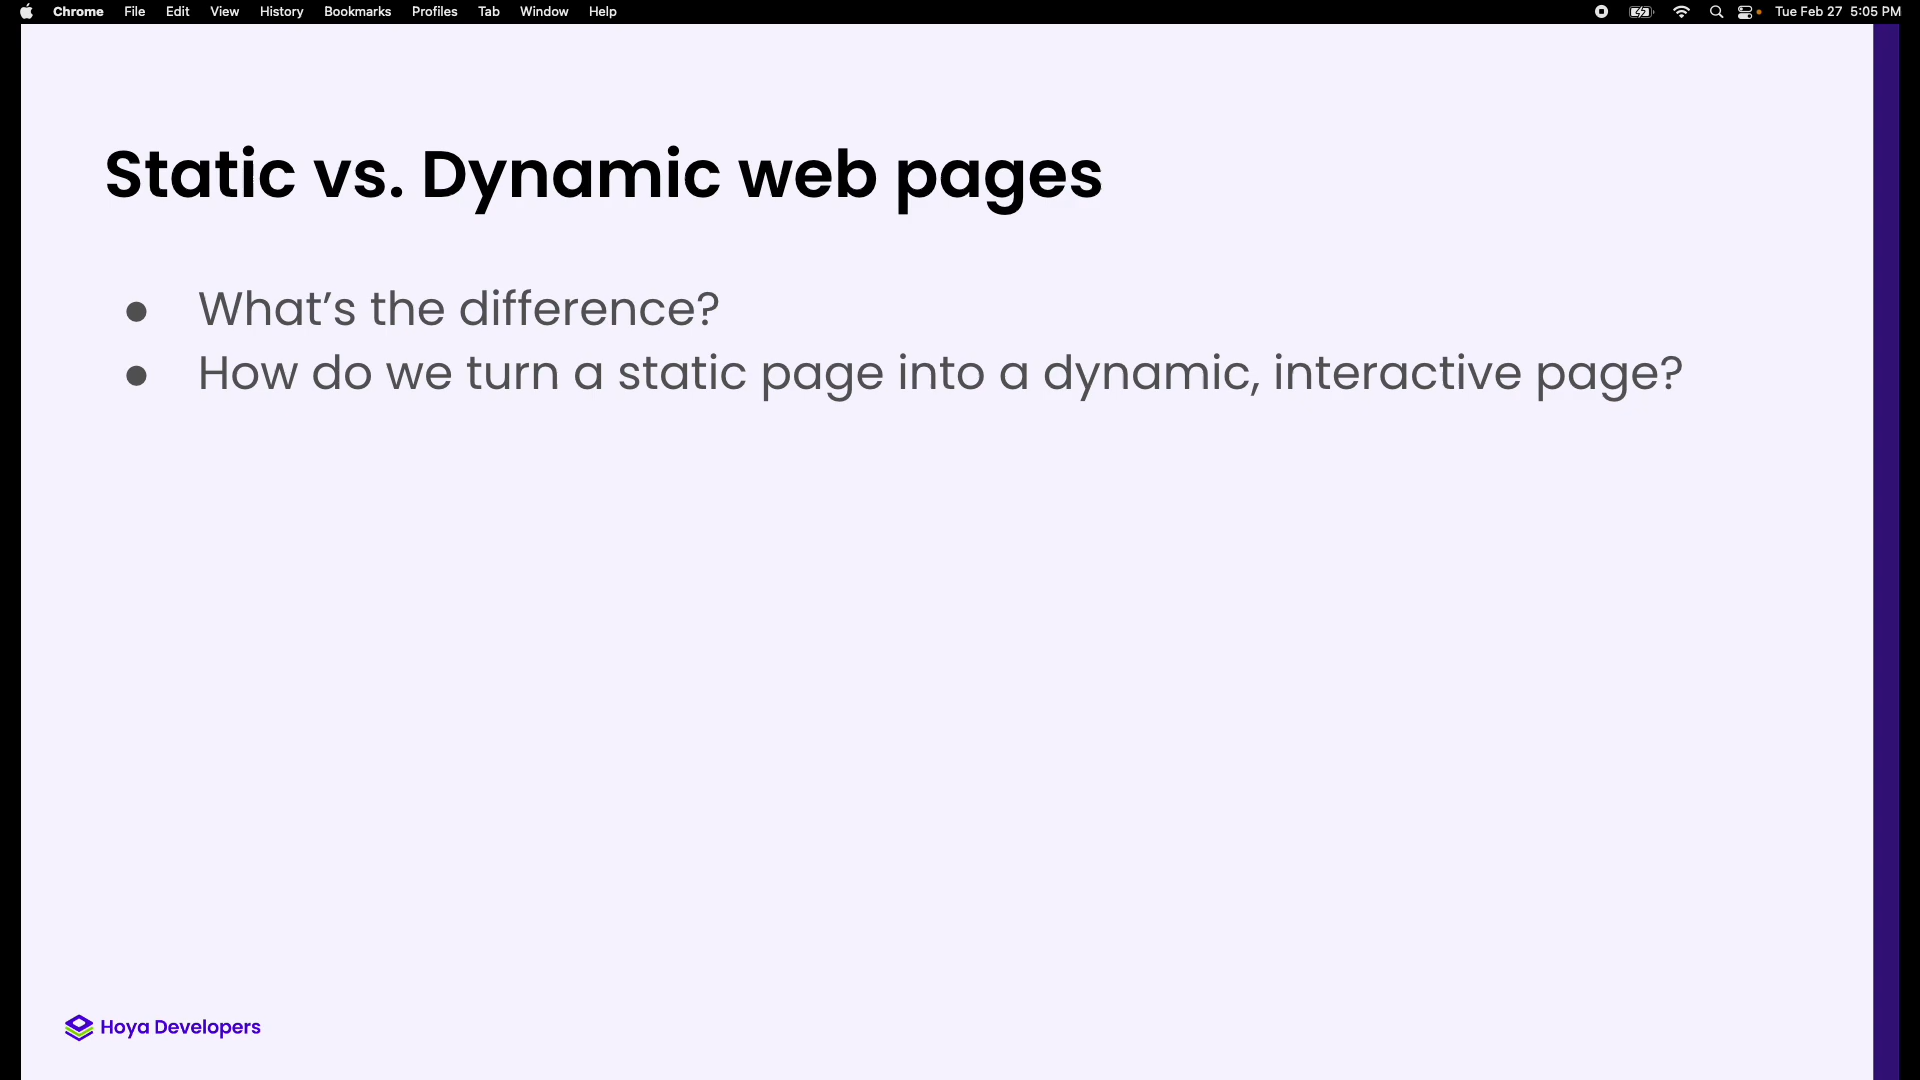 Chrome File Edit View History Bookmarks Profiles Tab Window Help Tue Feb 27 5:05 PM
Static vs. Dynamic web pages
● What’s the difference?
● How do we turn a static page into a dynamic, interactive page?
Hoya Developers